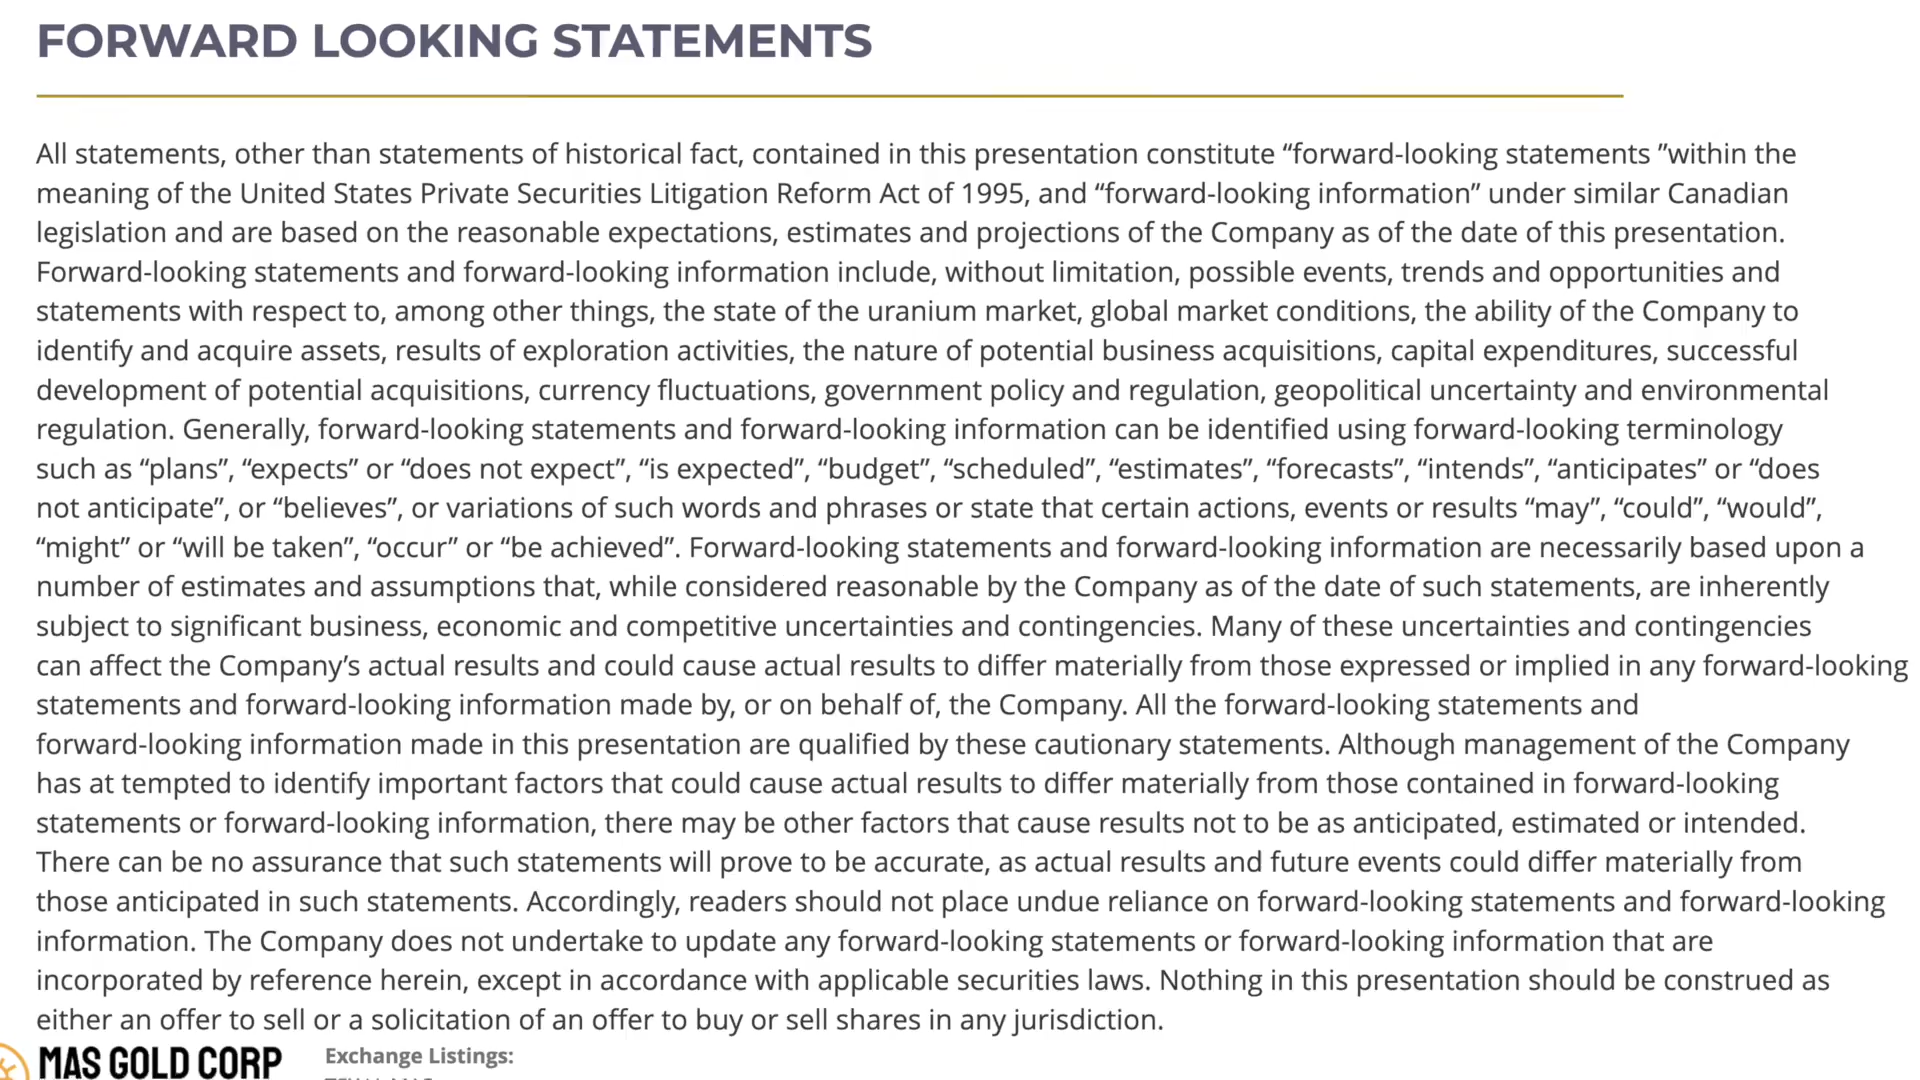 FORWARD LOOKING STATEMENTS
All statements, other than statements of historical fact, contained in this presentation constitute “forward-looking statements ”within the
meaning of the United States Private Securities Litigation Reform Act of 1995, and “forward-looking information” under similar Canadian
legislation and are based on the reasonable expectations, estimates and projections of the Company as of the date of this presentation.
Forward-looking statements and forward-looking information include, without limitation, possible events, trends and opportunities and
statements with respect to, among other things, the state of the uranium market, global market conditions, the ability of the Company to
identify and acquire assets, results of exploration activities, the nature of potential business acquisitions, capital expenditures, successful
development of potential acquisitions, currency fluctuations, government policy and regulation, geopolitical uncertainty and environmental
regulation. Generally, forward-looking statements and forward-looking information can be identified using forward-looking terminology
such as “plans”, “expects” or “does not expect”, “is expected”, “budget”, “scheduled”, “estimates”, “forecasts”, “intends”, “anticipates” or “does
not anticipate”, or “believes”, or variations of such words and phrases or state that certain actions, events or results “may”, “could”, “would”,
“might” or “will be taken”, “occur” or “be achieved”. Forward-looking statements and forward-looking information are necessarily based upon a
number of estimates and assumptions that, while considered reasonable by the Company as of the date of such statements, are inherently
subject to significant business, economic and competitive uncertainties and contingencies. Many of these uncertainties and contingencies
can affect the Company’s actual results and could cause actual results to differ materially from those expressed or implied in any forward-looking
statements and forward-looking information made by, or on behalf of, the Company. All the forward-looking statements and
forward-looking information made in this presentation are qualified by these cautionary statements. Although management of the Company
has at tempted to identify important factors that could cause actual results to differ materially from those contained in forward-looking
statements or forward-looking information, there may be other factors that cause results not to be as anticipated, estimated or intended.
There can be no assurance that such statements will prove to be accurate, as actual results and future events could differ materially from
those anticipated in such statements. Accordingly, readers should not place undue reliance on forward-looking statements and forward-looking
information. The Company does not undertake to update any forward-looking statements or forward-looking information that are
incorporated by reference herein, except in accordance with applicable securities laws. Nothing in this presentation should be construed as
either an offer to sell or a solicitation of an offer to buy or sell shares in any jurisdiction.
MAS GOLD CORP
Exchange Listings: